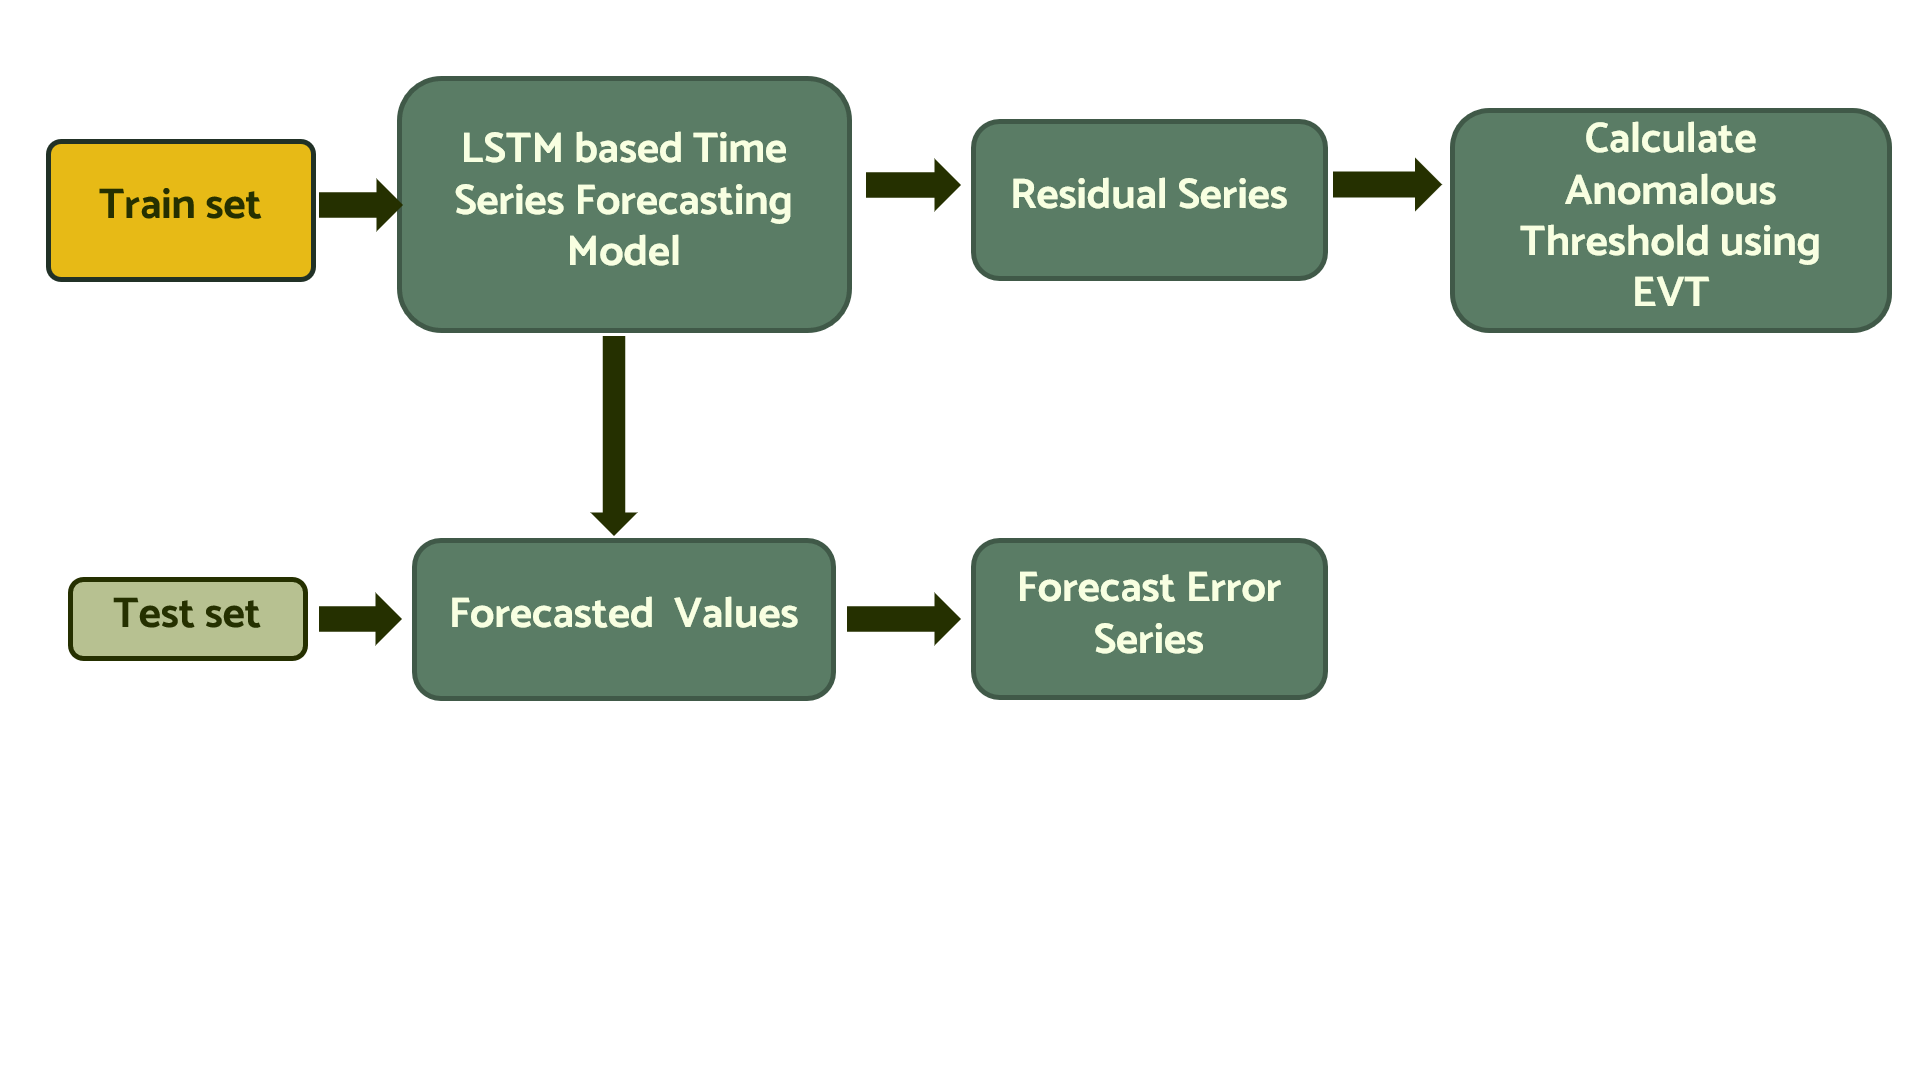 Train set
LSTM based Time
Series Forecasting
Model
Residual Series
Calculate
Anomalous
Threshold using
EVT
Test set
Forecasted  Values
Forecast Error
Series